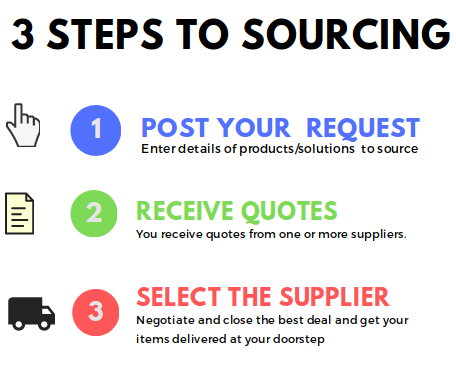 3 STEPS TO SOURCING
1 POST YOUR REQUEST
Enter details of products/solutions to source
2 RECEIVE QUOTES
You receive quotes from one or more suppliers.
3 SELECT THE SUPPLIER
Negotiate and close the best deal and get your
items delivered at your doorstep